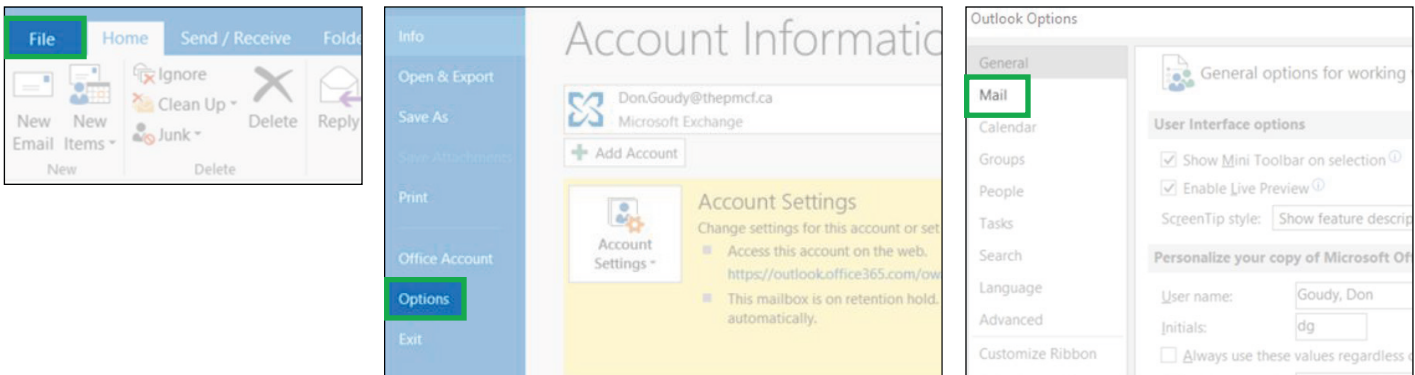 File Home Send / Receive Folde
Ignore
Clean Up
Junk
New Email
New Items
Delete
Reply
New
Delete
Info
Open & Export
Save As
Save Attachments
Print
Office Account
Options
Exit
Account Informatic
Don.Goudy@thepmcf.ca
Microsoft Exchange
Add Account
Account
Settings
Account Settings
Change settings for this account or set
Access this account on the web.
https://outlook.office365.com/ow
This mailbox is on retention hold.
automatically.
Outlook Options
General
Mail
Calendar
Groups
People
Tasks
Search
Language
Advanced
Customize Ribbon
General options for working
User Interface options
Show Mini Toolbar on selection
Enable Live Preview
ScreenTip style: Show feature descrip
Personalize your copy of Microsoft Of
User name: Goudy, Don
Initials: dg
Always use these values regardless